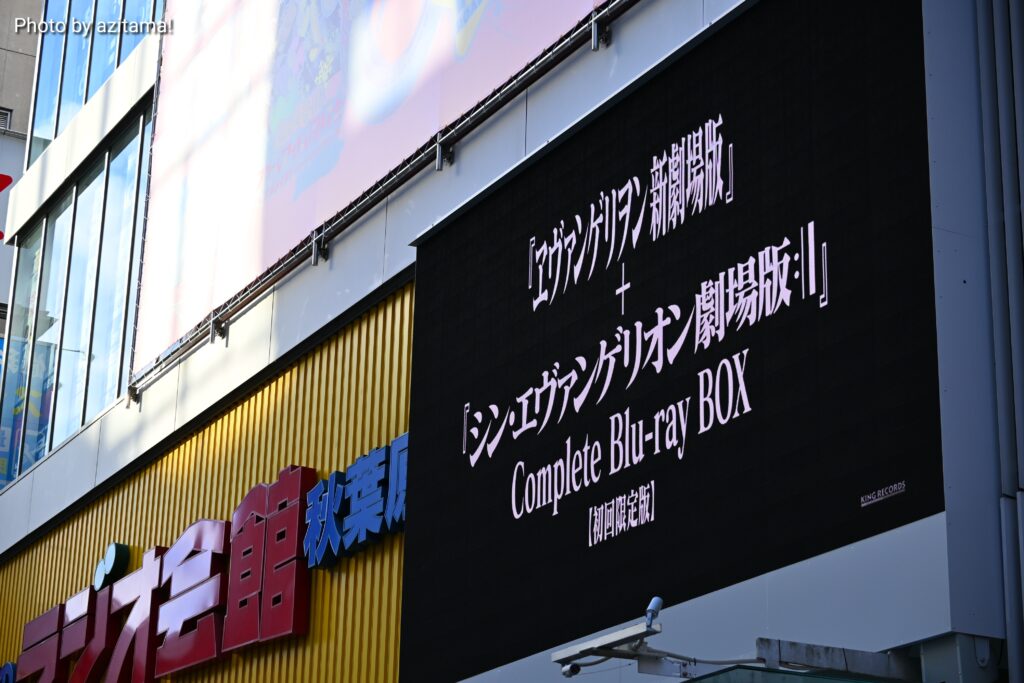 Photo by azitama!
『ヱヴァンゲリヲン新劇場版』
+
『シン・エヴァンゲリオン劇場版𝄇』
Complete Blu-ray BOX
【初回限定版】
KING RECORDS
ラジオ会館
秋葉原